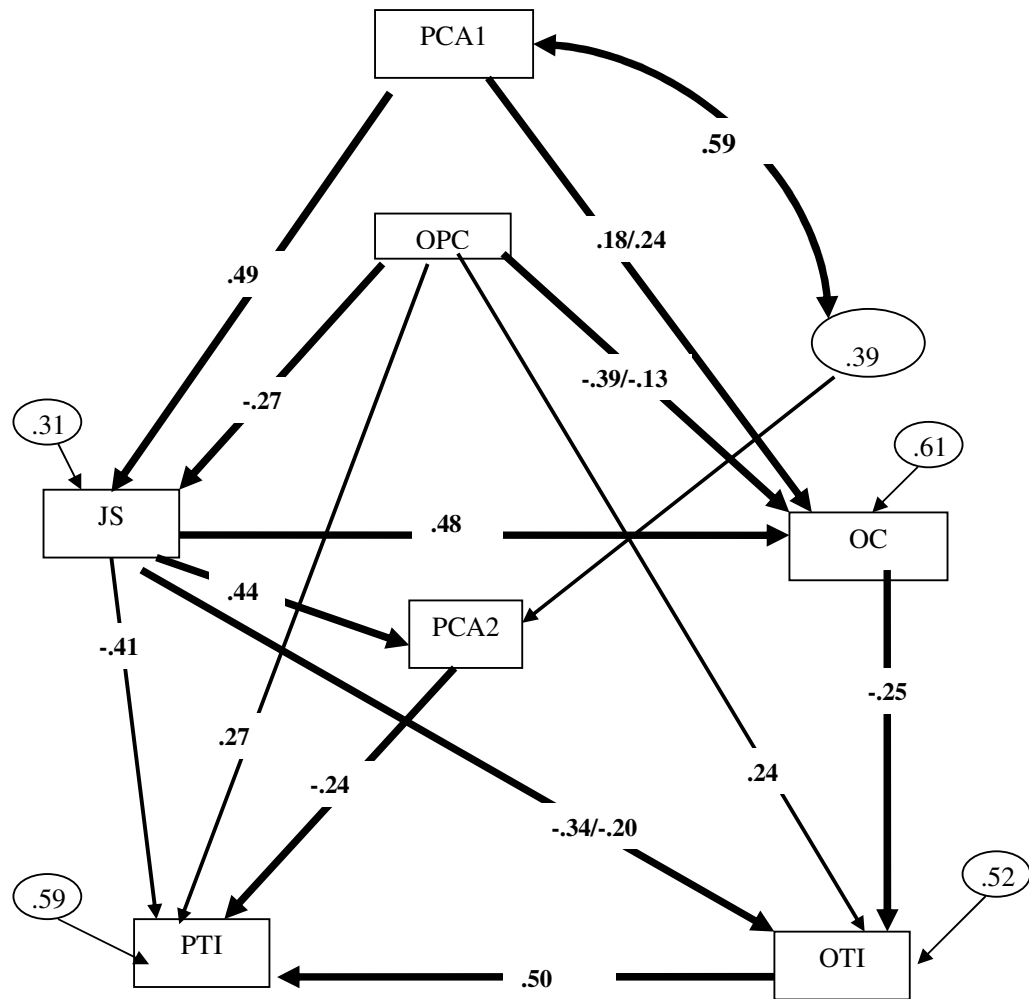 PCA1
.59
.18/.24
OPC
.49
.39
-.39/-.13
-.27
.31
.61
JS
.48
OC
.44
PCA2
-.41
-.25
.27
.24
-.24
-.34/-.20
.59
.52
PTI
OTI
.50